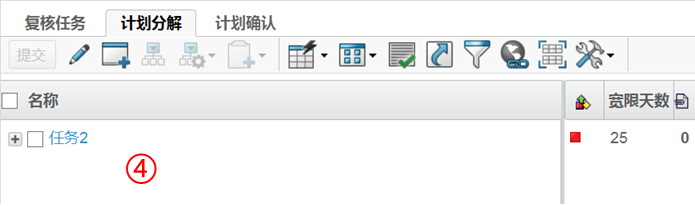 复核任务 计划分解 计划确认
提交
名称 宽限天数
任务2 25 0
④